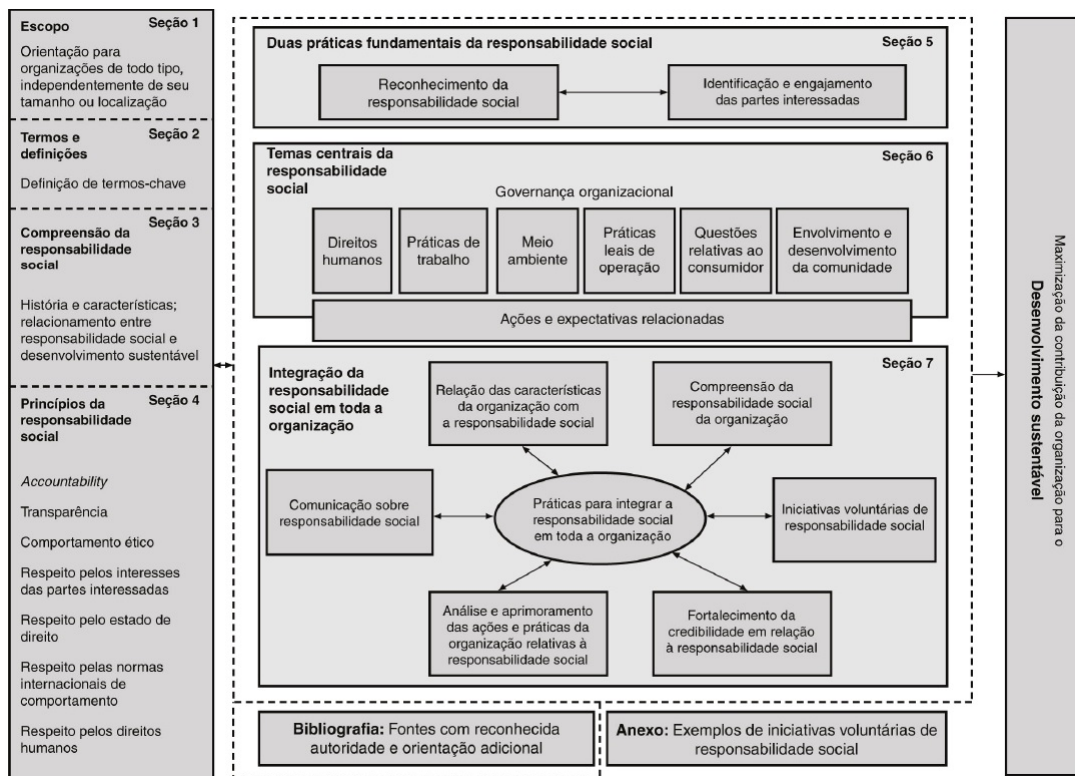 Escopo
Seção 1
Orientação para
organizações de todo tipo,
independentemente de seu
tamanho ou localização
Termos e
definições
Seção 2
Definição de termos-chave
Seção 3
Compreensão da
responsabilidade
social
História e características;
relacionamento entre
responsabilidade social e
desenvolvimento sustentável
Princípios da
responsabilidade
social
Seção 4
Accountability
Transparência
Comportamento ético
Respeito pelos interesses
das partes interessadas
Respeito pelo estado de
direito
Respeito pelas normas
internacionais de
comportamento
Respeito pelos direitos
humanos
Duas práticas fundamentais da responsabilidade social
Seção 5
Reconhecimento da
responsabilidade social
Identificação e engajamento
das partes interessadas
Temas centrais da
responsabilidade
social
Seção 6
Governança organizacional
Direitos
humanos
Práticas de
trabalho
Meio
ambiente
Práticas
leais de
operação
Questões
relativas ao
consumidor
Envolvimento e
desenvolvimento
da comunidade
Ações e expectativas relacionadas
Integração da
responsabilidade
social em toda a
organização
Seção 7
Relação das características
da organização com
a responsabilidade social
Compreensão da
responsabilidade social
da organização
Comunicação sobre
responsabilidade social
Práticas para integrar a
responsabilidade social
em toda a organização
Iniciativas voluntárias de
responsabilidade social
Análise e aprimoramento
das ações e práticas da
organização relativas à
responsabilidade social
Fortalecimento da
credibilidade em relação
à responsabilidade social
Bibliografia: Fontes com reconhecida
autoridade e orientação adicional
Anexo: Exemplos de iniciativas voluntárias de
responsabilidade social
Maximização da contribuição da organização para o
Desenvolvimento sustentável